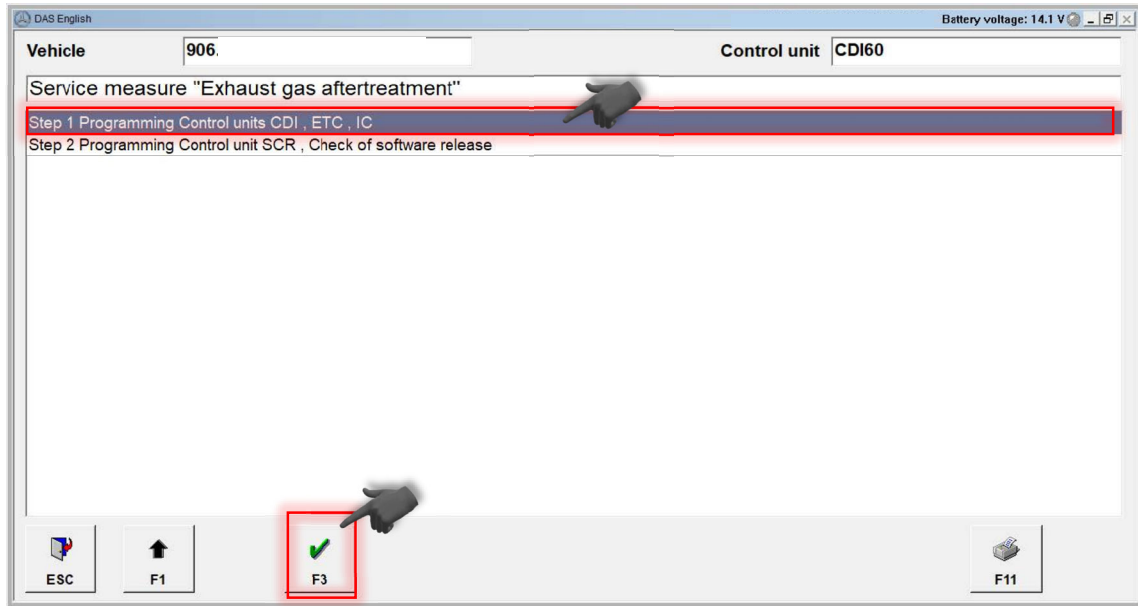 DAS English Battery voltage: 14.1 V
Vehicle 906. Control unit CDI60
Service measure "Exhaust gas aftertreatment"
Step 1 Programming Control units CDI , ETC , IC
Step 2 Programming Control unit SCR , Check of software release
ESC F1 F3 F11